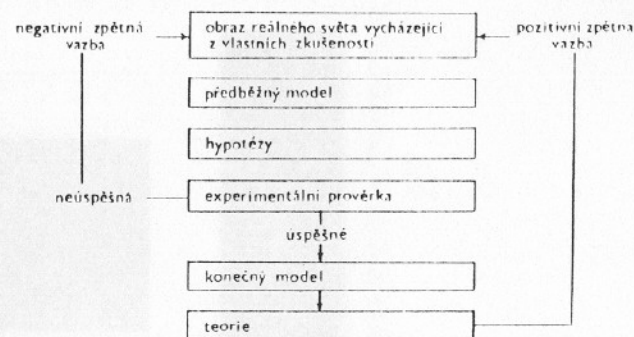 negativní zpětná
vazba
obraz reálného světa vycházející
z vlastních zkušeností
pozitivní zpětná
vazba
předběžný model
hypotézy
neúspěšná
experimentální prověrka
úspěšné
konečný model
teorie